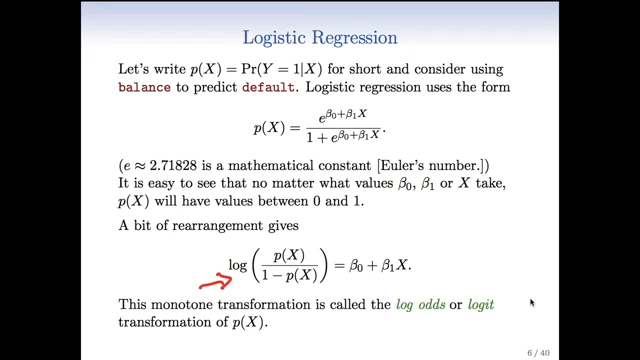 Logistic Regression
Let's write p(X) = Pr(Y = 1|X) for short and consider using
balance to predict default. Logistic regression uses the form
p(X) = e^{β₀+β₁X} / (1 + e^{β₀+β₁X}).
(e ≈ 2.71828 is a mathematical constant [Euler's number.])
It is easy to see that no matter what values β₀, β₁ or X take,
p(X) will have values between 0 and 1.
A bit of rearrangement gives
log (p(X) / (1 − p(X))) = β₀ + β₁X.
This monotone transformation is called the log odds or logit
transformation of p(X).
6 / 40